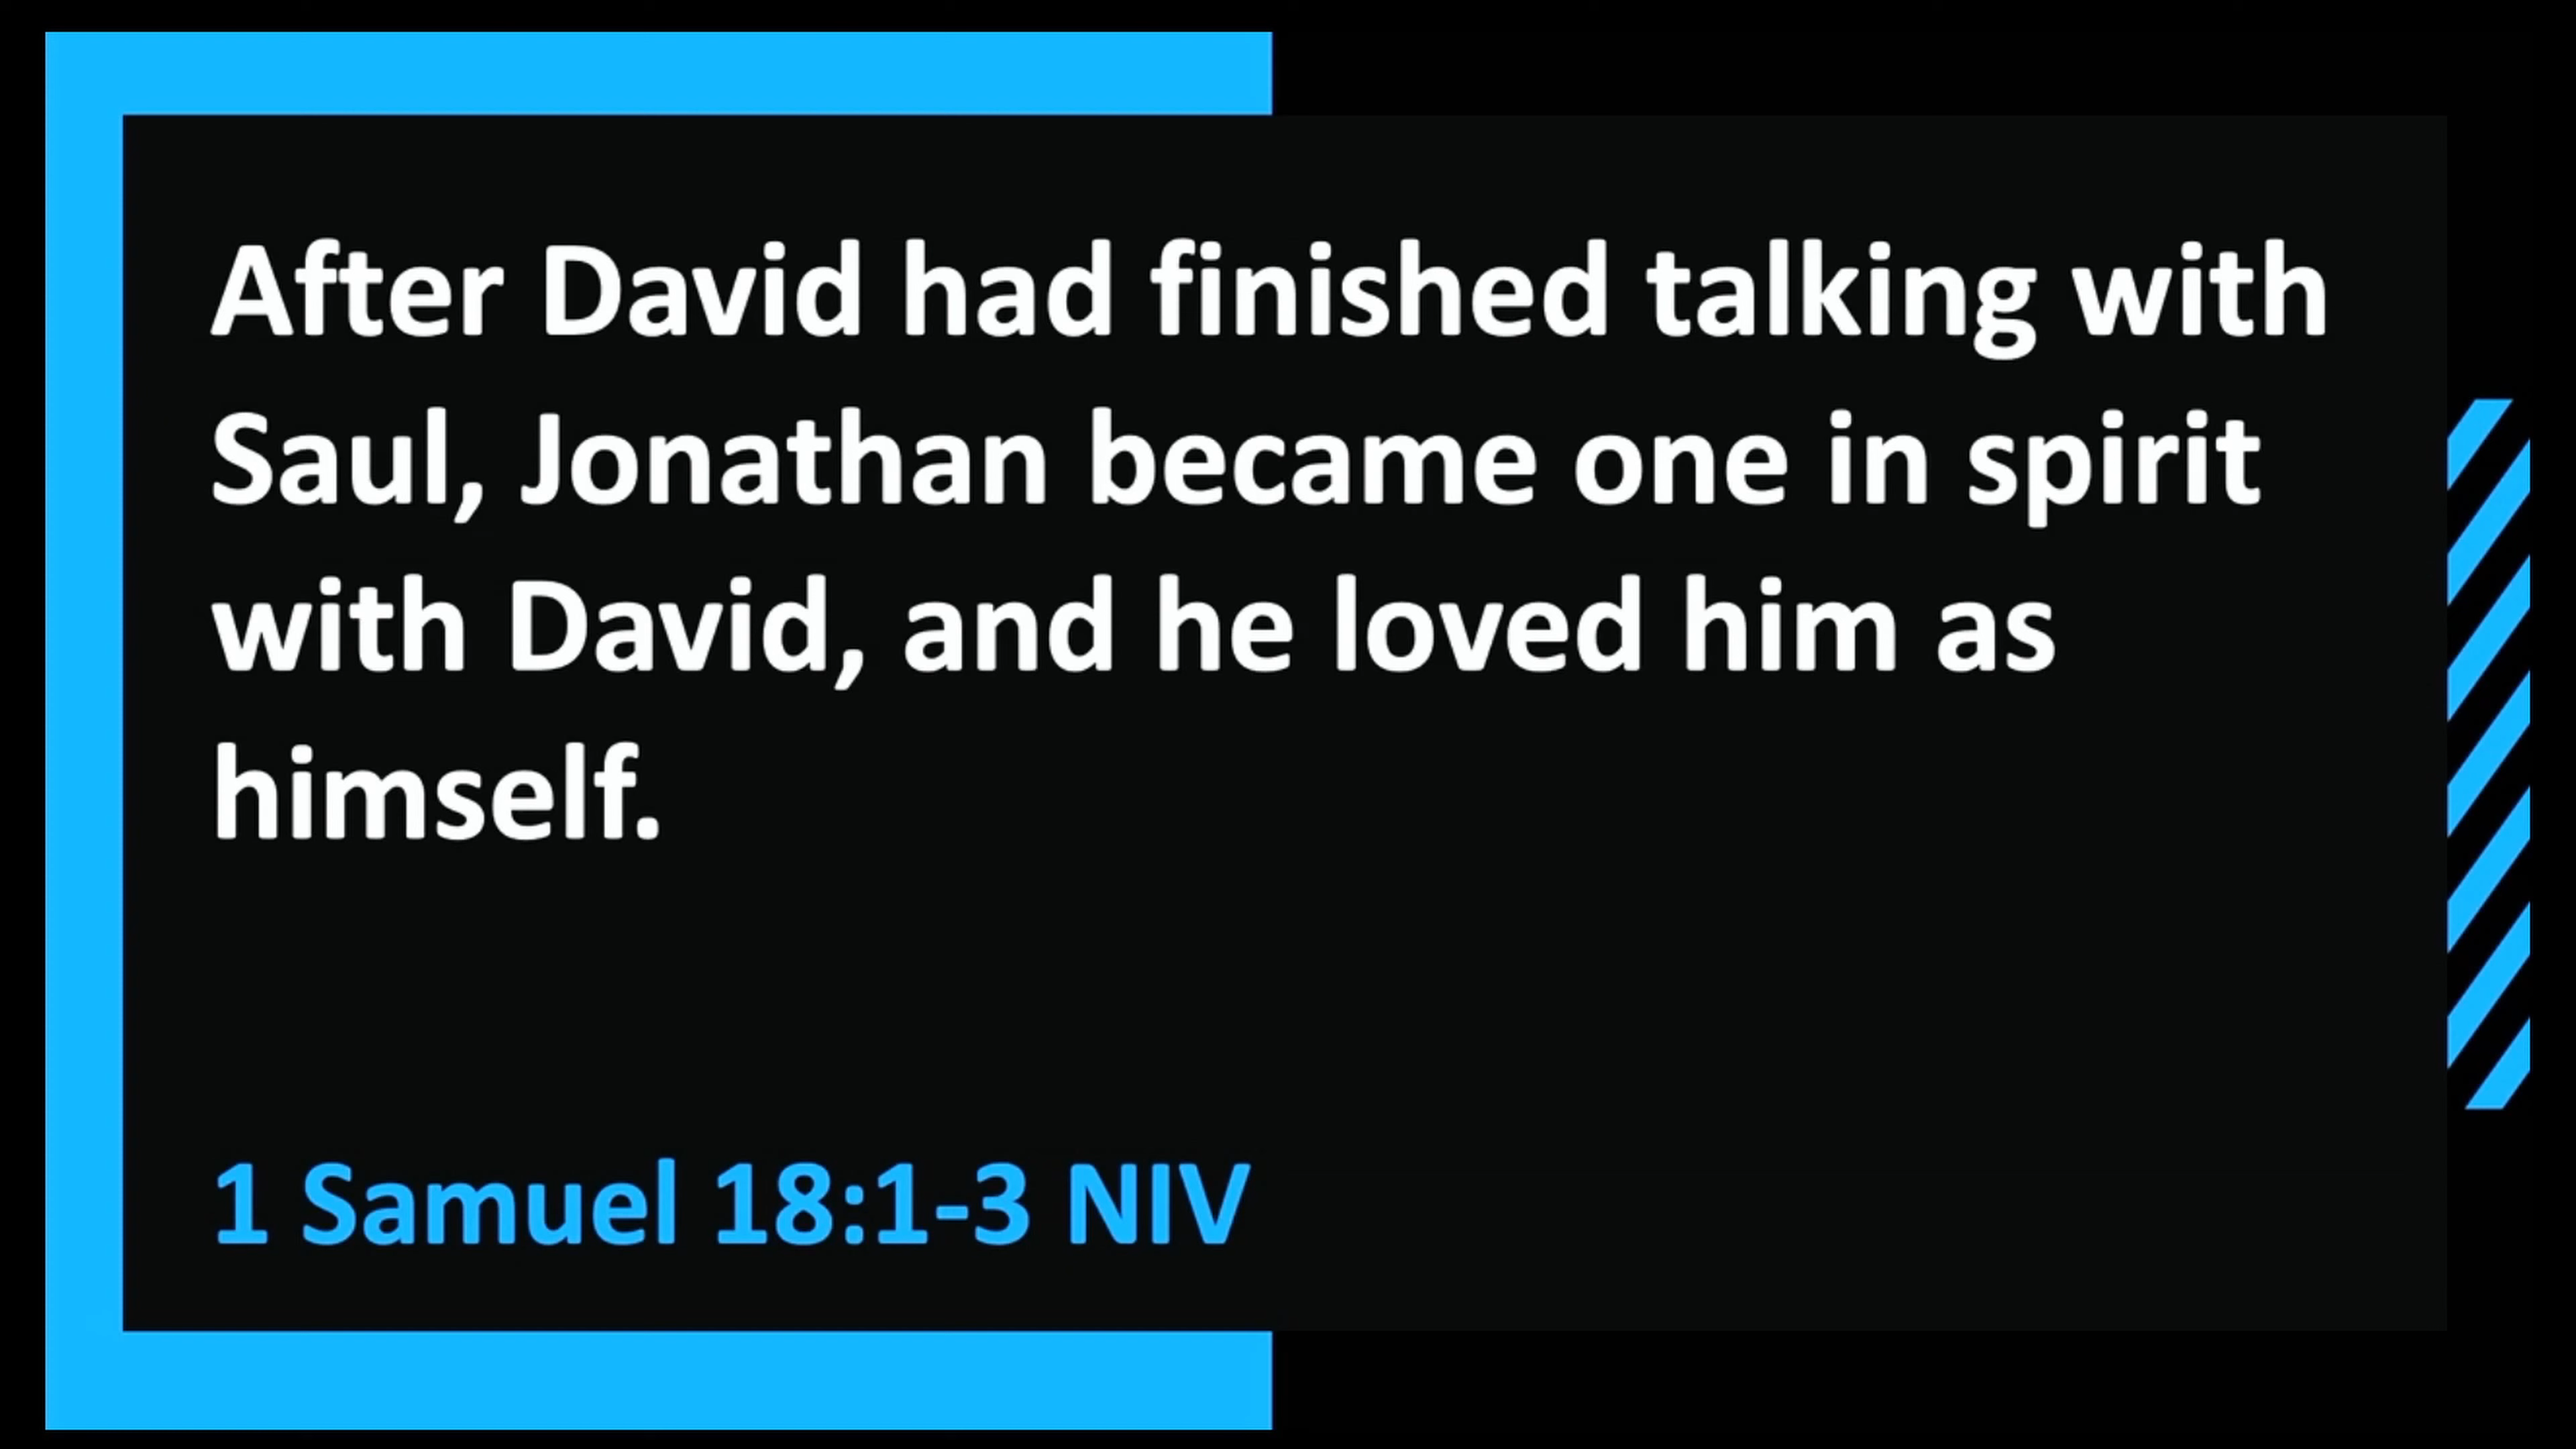 After David had finished talking with
Saul, Jonathan became one in spirit
with David, and he loved him as
himself.
1 Samuel 18:1-3 NIV